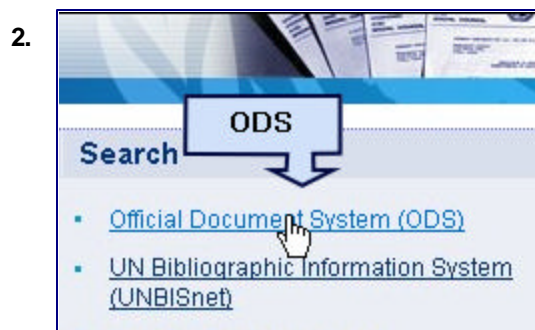 2.
ODS
Search
Official Document System (ODS)
UN Bibliographic Information System
(UNBISnet)